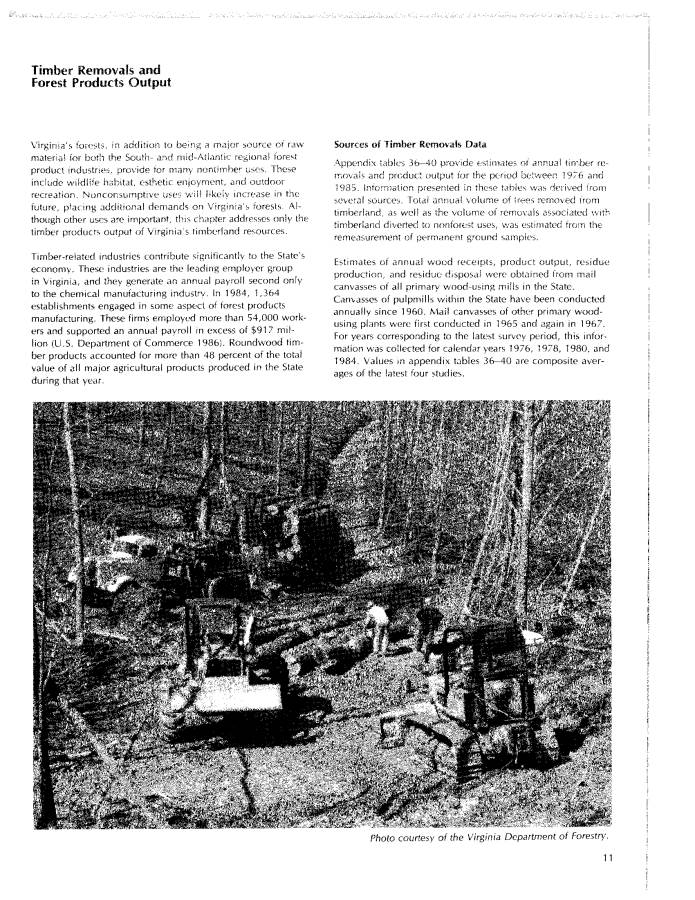 Timber Removals and
Forest Products Output
Virginia's forests, in addition to being a major source of raw
material for both the South- and mid-Atlantic regional forest
product industries, provide for many nontimber uses. These
include wildlife habitat, esthetic enjoyment, and outdoor
recreation. Nonconsumptive uses will likely increase in the
future, placing additional demands on Virginia's forests. Al-
though other uses are important, this chapter addresses only the
timber products output of Virginia's timberland resources.
Timber-related industries contribute significantly to the State's
economy. These industries are the leading employer group
in Virginia, and they generate an annual payroll second only
to the chemical manufacturing industry. In 1984, 1,364
establishments engaged in some aspect of forest products
manufacturing. These firms employed more than 54,000 work-
ers and supported an annual payroll in excess of $917 mil-
lion (U.S. Department of Commerce 1986). Roundwood tim-
ber products accounted for more than 48 percent of the total
value of all major agricultural products produced in the State
during that year.
Sources of Timber Removals Data
Appendix tables 36–40 provide estimates of annual timber re-
movals and product output for the period between 1976 and
1985. Information presented in these tables was derived from
several sources. Total annual volume of trees removed from
timberland, as well as the volume of removals associated with
timberland diverted to nonforest uses, was estimated from the
remeasurement of permanent ground samples.
Estimates of annual wood receipts, product output, residue
production, and residue disposal were obtained from mail
canvasses of all primary wood-using mills in the State.
Canvasses of pulpmills within the State have been conducted
annually since 1960. Mail canvases of other primary wood-
using plants were first conducted in 1965 and again in 1967.
For years corresponding to the latest survey period, this infor-
mation was collected for calendar years 1976, 1978, 1980, and
1984. Values in appendix tables 36–40 are composite aver-
ages of the latest four studies.
Photo courtesy of the Virginia Department of Forestry.
11